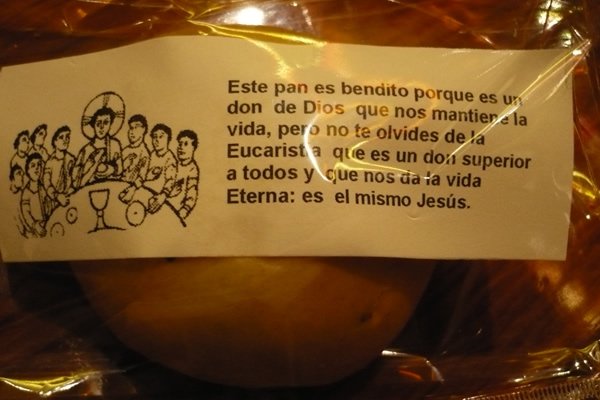 Este pan es bendito porque es un
don de Dios que nos mantiene la
vida, pero no te olvides de la
Eucaristía que es un don superior
a todos y que nos da la vida
Eterna: es el mismo Jesús.